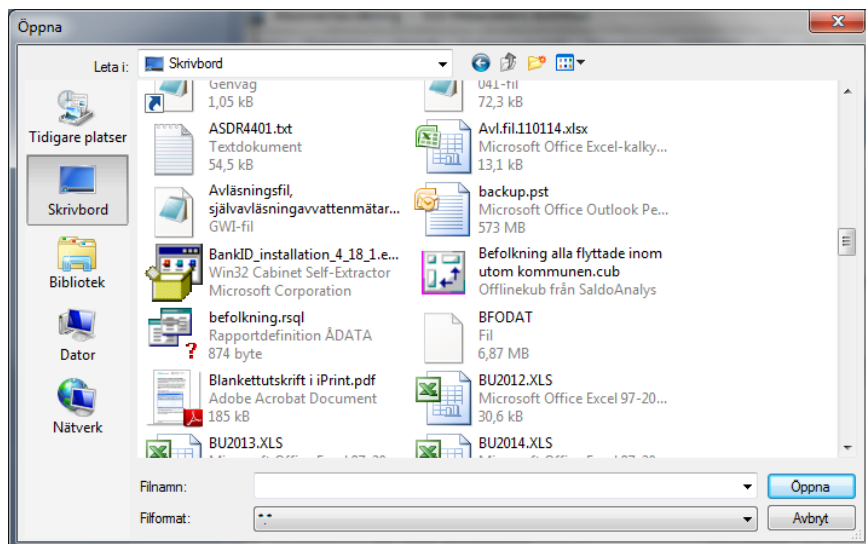 Öppna
Leta i:
Skrivbord
Tidigare platser
Skrivbord
Bibliotek
Dator
Nätverk
Genväg
1,05 kB
041-fil
72,3 kB
ASDR4401.txt
Textdokument
54,5 kB
Avl.fil.110114.xlsx
Microsoft Office Excel-kalky...
13,1 kB
Avläsningsfil,
självavläsningavvattenmätar...
GWI-fil
backup.pst
Microsoft Office Outlook Pe...
573 MB
BankID_installation_4_18_1.e...
Win32 Cabinet Self-Extractor
Microsoft Corporation
Befolkning alla flyttade inom
utom kommunen.cub
Offlinekub från SaldoAnalys
befolkning.rsql
Rapportdefinition ÅDATA
874 byte
BFODAT
Fil
6,87 MB
Blankettutskrift i iPrint.pdf
Adobe Acrobat Document
185 kB
BU2012.XLS
Microsoft Office Excel 97-20...
30,6 kB
BU2013.XLS
BU2014.XLS
Filnamn:
Öppna
Filformat:
*.*
Avbryt